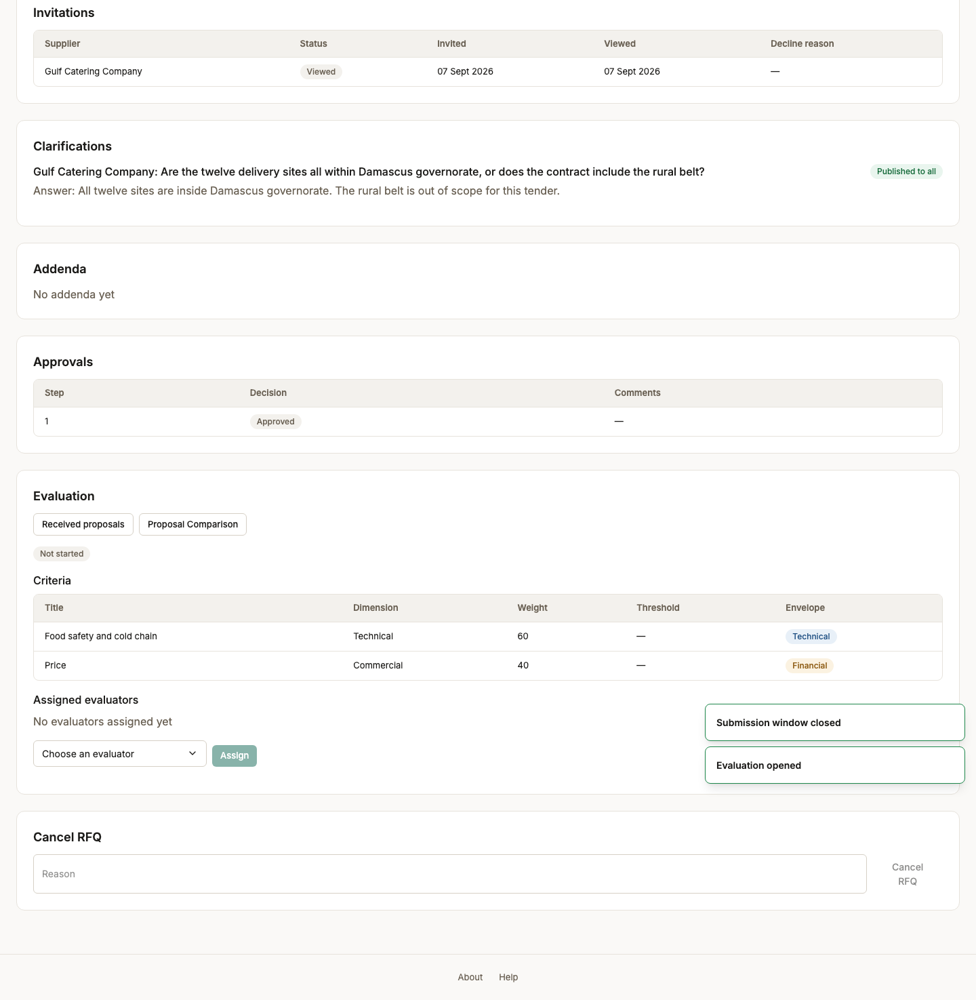 Invitations
Supplier Status Invited Viewed Decline reason
Gulf Catering Company Viewed 07 Sept 2026 07 Sept 2026 —
Clarifications
Gulf Catering Company: Are the twelve delivery sites all within Damascus governorate, or does the contract include the rural belt? Published to all
Answer: All twelve sites are inside Damascus governorate. The rural belt is out of scope for this tender.
Addenda
No addenda yet
Approvals
Step Decision Comments
1 Approved —
Evaluation
Received proposals Proposal Comparison
Not started
Criteria
Title Dimension Weight Threshold Envelope
Food safety and cold chain Technical 60 — Technical
Price Commercial 40 — Financial
Assigned evaluators
No evaluators assigned yet
Choose an evaluator Assign
Submission window closed
Evaluation opened
Cancel RFQ
Reason
Cancel
RFQ
About Help